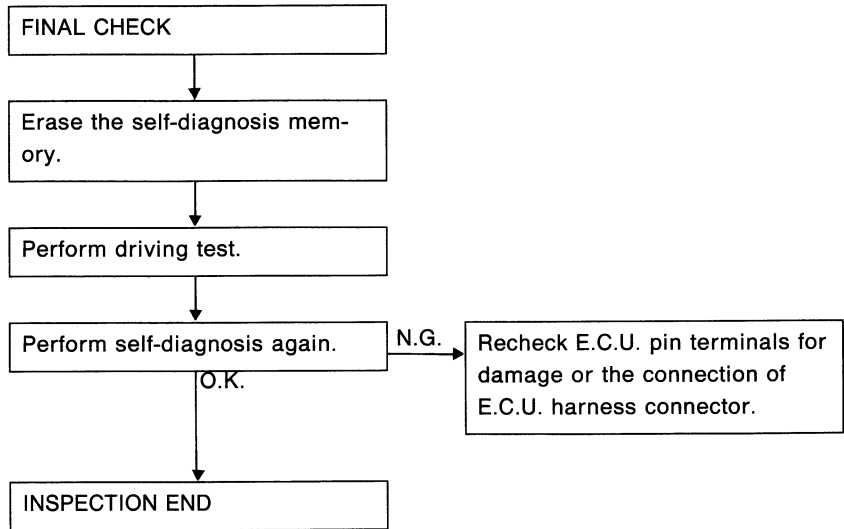 FINAL CHECK
Erase the self-diagnosis mem-
ory.
Perform driving test.
Perform self-diagnosis again.
N.G.
Recheck E.C.U. pin terminals for
damage or the connection of
E.C.U. harness connector.
O.K.
INSPECTION END